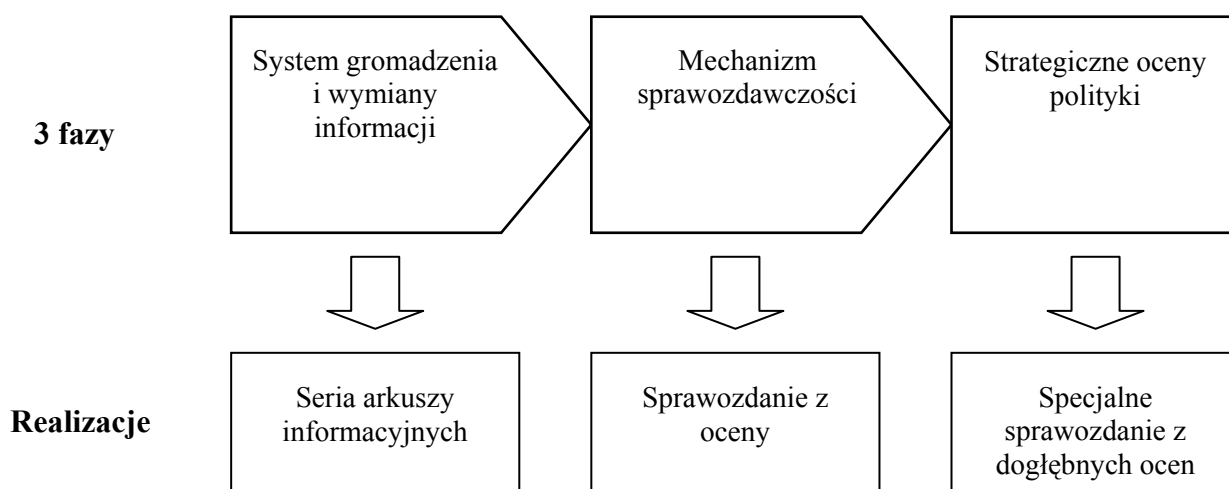 3 fazy
System gromadzenia
i wymiany
informacji
Mechanizm
sprawozdawczości
Strategiczne oceny
polityki
Realizacje
Seria arkuszy
informacyjnych
Sprawozdanie z
oceny
Specjalne
sprawozdanie z
dogłębnych ocen